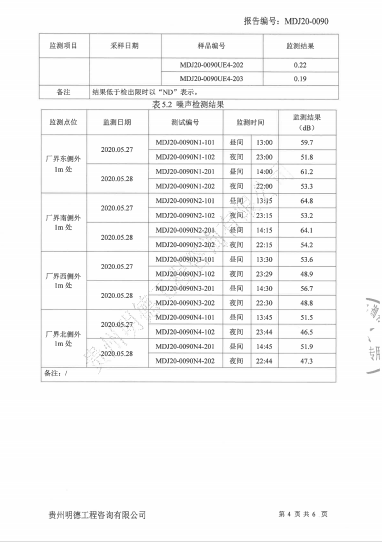 报告编号：MDJ20-0090
监测项目 采样日期 样品编号 监测结果
MDJ20-0090UE4-202 0.22
MDJ20-0090UE4-203 0.19
备注 结果低于检出限时以“ND”表示。
表 5.2 噪声检测结果
监测点位 监测日期 测试编号 监测时间 监测结果（dB）
厂界东侧外1m 处 2020.05.27 MDJ20-0090N1-101 昼间 13:00 59.7
MDJ20-0090N1-102 夜间 23:00 51.8
2020.05.28 MDJ20-0090N1-201 昼间 14:00 61.2
MDJ20-0090N1-202 夜间 22:00 53.3
厂界南侧外1m 处 2020.05.27 MDJ20-0090N2-101 昼间 13:15 64.8
MDJ20-0090N2-102 夜间 23:15 53.2
2020.05.28 MDJ20-0090N2-201 昼间 14:15 64.1
MDJ20-0090N2-202 夜间 22:15 54.2
厂界西侧外1m 处 2020.05.27 MDJ20-0090N3-101 昼间 13:30 53.6
MDJ20-0090N3-102 夜间 23:29 48.9
2020.05.28 MDJ20-0090N3-201 昼间 14:30 56.7
MDJ20-0090N3-202 夜间 22:30 48.8
厂界北侧外1m 处 2020.05.27 MDJ20-0090N4-101 昼间 13:45 51.5
MDJ20-0090N4-102 夜间 23:44 46.5
2020.05.28 MDJ20-0090N4-201 昼间 14:45 51.9
MDJ20-0090N4-202 夜间 22:44 47.3
备注：/
贵州明德工程咨询有限公司 第 4 页 共 6 页